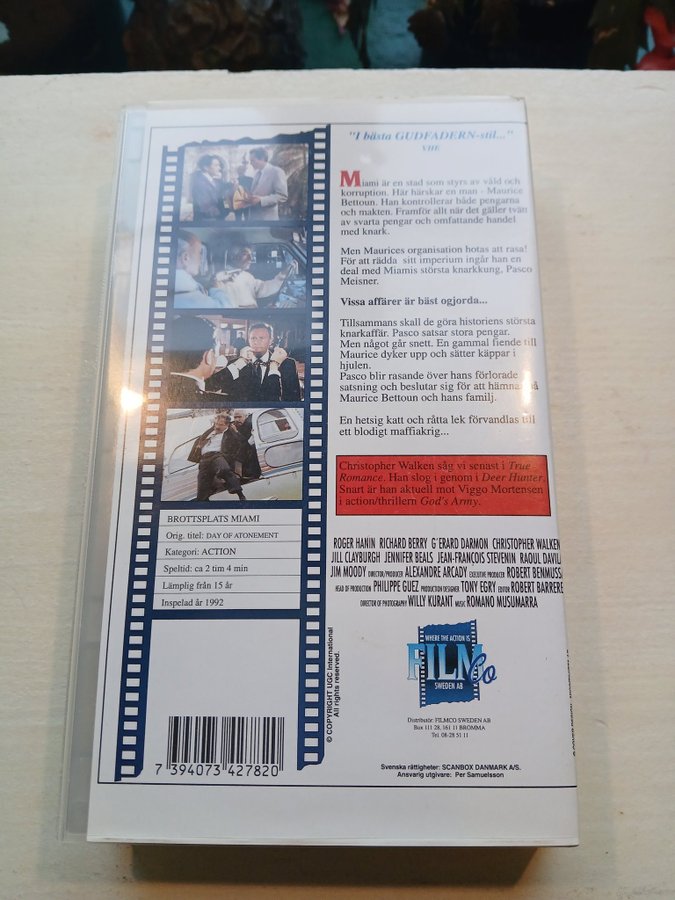 "I bästa GUDFADERN-stil..."
VHE
Miami är en stad som styrs av våld och
korruption. Här härskar en man - Maurice
Bettoun. Han kontrollerar både pengarna
och makten. Framför allt när det gäller tvätt
av svarta pengar och omfattande handel
med knark.
Men Maurices organisation hotas att rasa!
För att rädda sitt imperium ingår han en
deal med Miamis största knarkkung, Pasco
Meisner.
Vissa affärer är bäst ogjorda...
Tillsammans skall de göra historiens största
knarkaffär. Pasco satsar stora pengar.
Men något går snett. En gammal fiende till
Maurice dyker upp och sätter käppar i
hjulen.
Pasco blir rasande över hans förlorade
satsning och beslutar sig för att hämnas på
Maurice Bettoun och hans familj.
En hetsig katt och råtta lek förvandlas till
ett blodigt maffiakrig...
Christopher Walken såg vi senast i True
Romance. Han slog i genom i Deer Hunter.
Snart är han aktuel mot Viggo Mortensen
i action/thrillern God's Army.
BROTTSPLATS MIAMI
Orig. titel: DAY OF ATONEMENT
Kategori: ACTION
Speltid: ca 2 tim 4 min
Lämplig från 15 år
Inspelad år 1992
ROGER HANIN RICHARD BERRY G'ERARD DARMON CHRISTOPHER WALKEN
JILL CLAYBURGH JENNIFER BEALS JEAN-FRANÇOIS STEVENIN RAOUL DAVILA
JIM MOODY DIRECTOR/PRODUCER ALEXANDRE ARCADY EXECUTIVE PRODUCER ROBERT BENMUSSA
HEAD OF PRODUCTION PHILIPPE GUEZ PRODUCTION DESIGNER TONY EGRY EDITOR ROBERT BARRERE
DIRECTOR OF PHOTOGRAPHY WILLY KURANT MUSIC ROMANO MUSUMARRA
WHERE THE ACTION IS
FILM Co
SWEDEN AB
Distributör: FILMCO SWEDEN AB
Box 111 28, 161 11 BROMMA
Tel 08-28 51 11
© COPYRIGHT UGC International
All rights reserved.
7 394073 427820
Svenska rättigheter: SCANBOX DANMARK A/S.
Ansvarig utgivare: Per Samuelsson